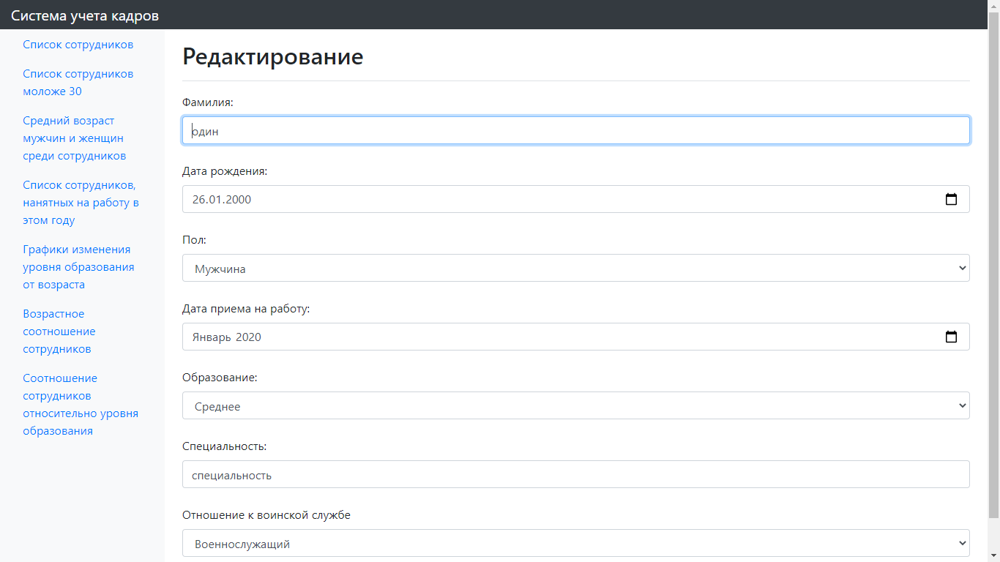 Система учета кадров
Список сотрудников
Список сотрудников
моложе 30
Средний возраст
мужчин и женщин
среди сотрудников
Список сотрудников,
нанятых на работу в
этом году
Графики изменения
уровня образования
от возраста
Возрастное
соотношение
сотрудников
Соотношение
сотрудников
относительно уровня
образования
Редактирование
Фамилия:
один
Дата рождения:
26.01.2000
Пол:
Мужчина
Дата приема на работу:
Январь 2020
Образование:
Среднее
Специальность:
специальность
Отношение к воинской службе
Военнослужащий